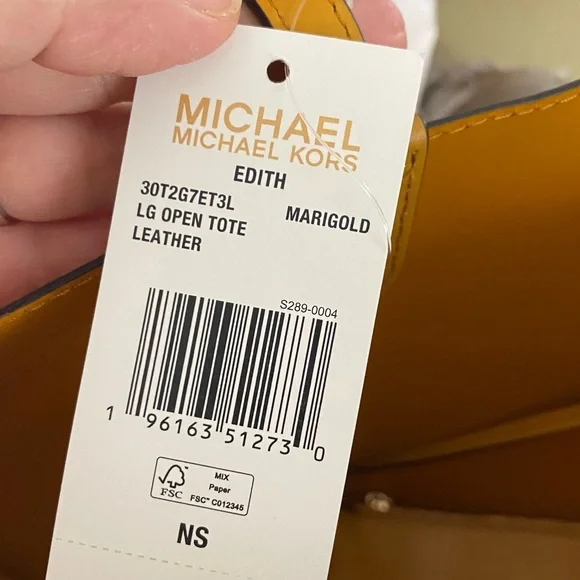 MICHAEL
MICHAEL KORS
EDITH
30T2G7ET3L
MARIGOLD
LG OPEN TOTE
LEATHER
S289-0004
1 96163 51273 0
FSC
MIX
Paper
FSC™ C012345
NS